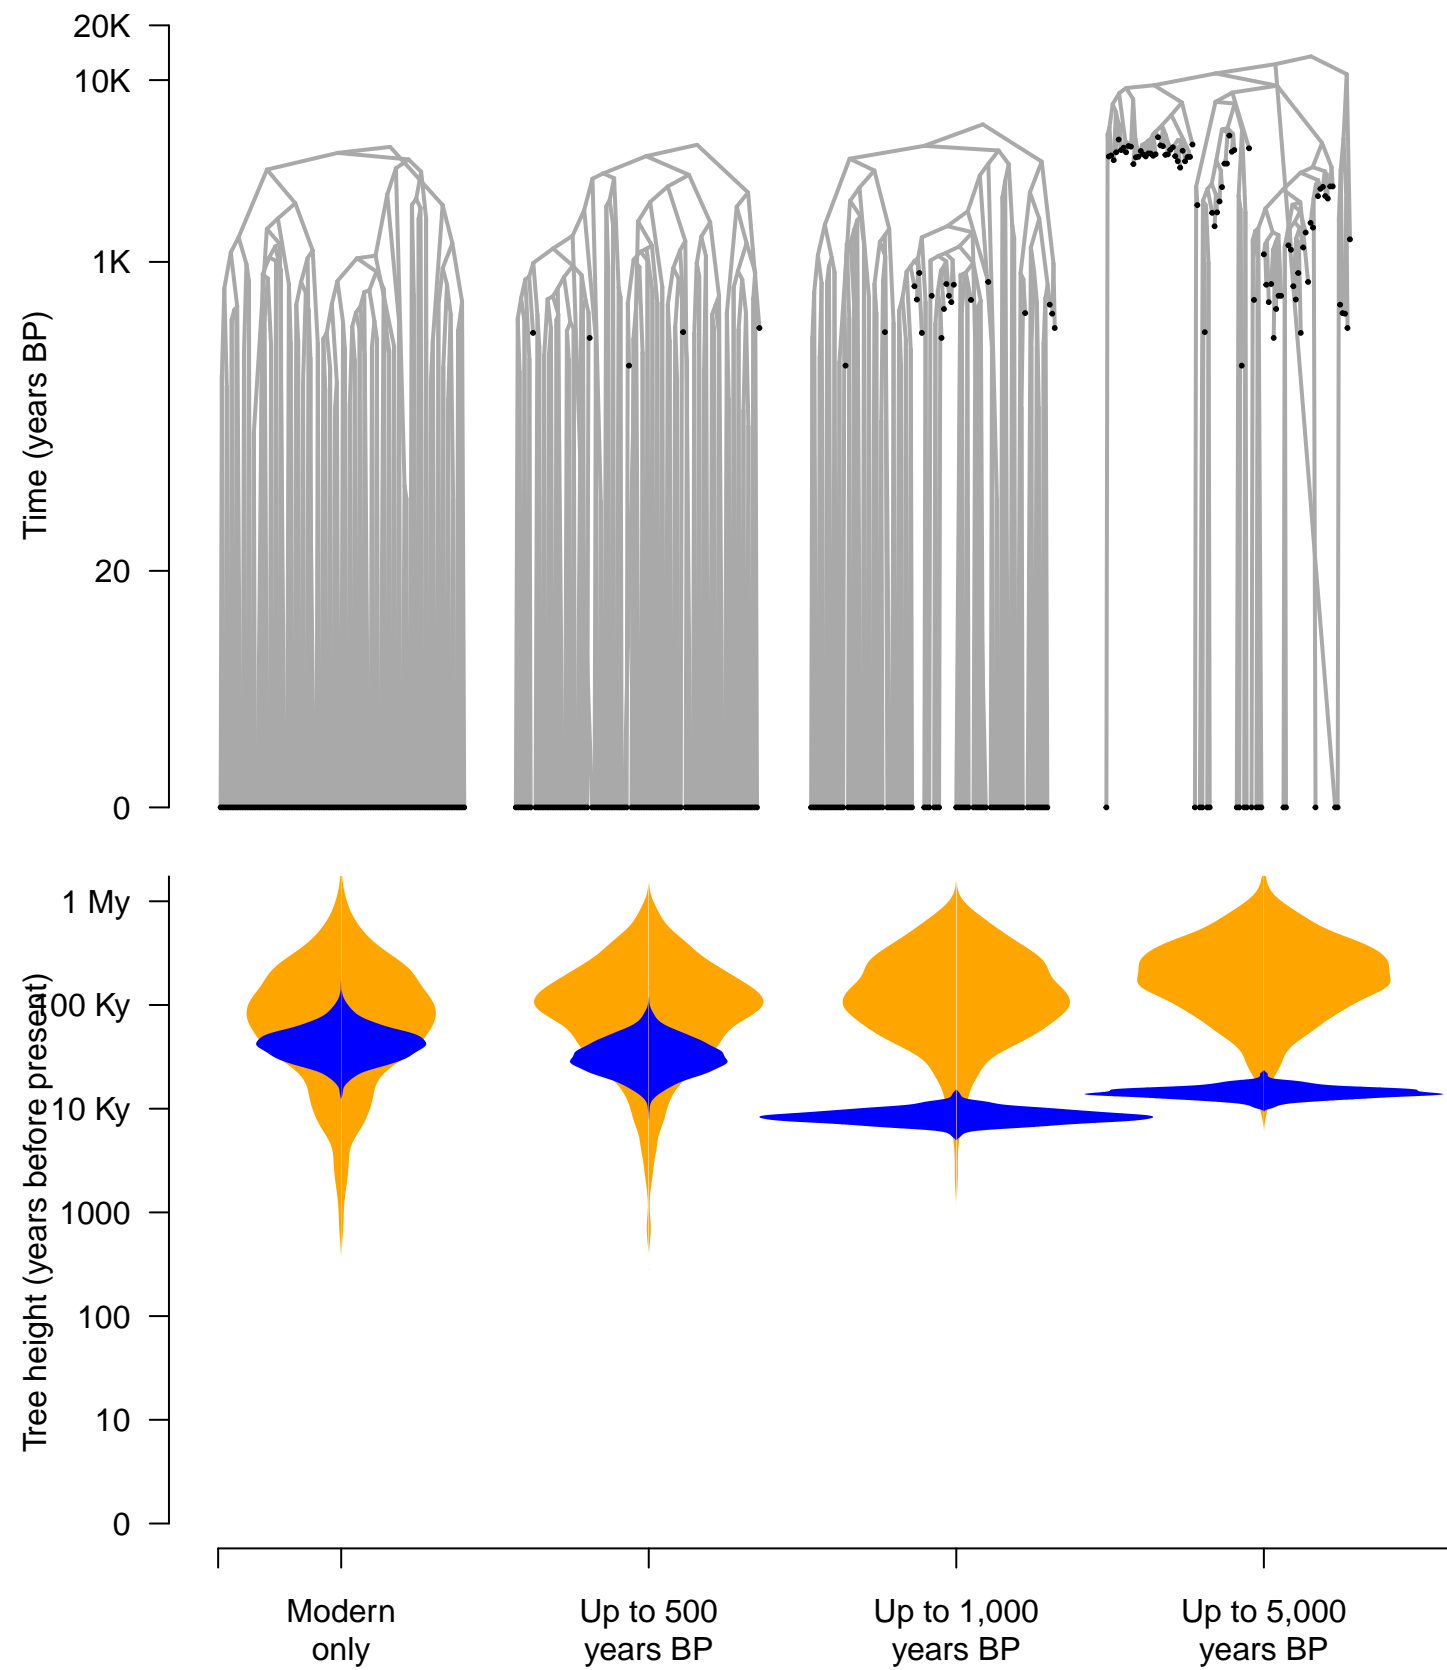 20K
10K
1K
20
0
Time (years BP)
1 My
100 Ky
10 Ky
1000
100
10
0
Tree height (years before present)
Modern
only
Up to 500
years BP
Up to 1,000
years BP
Up to 5,000
years BP